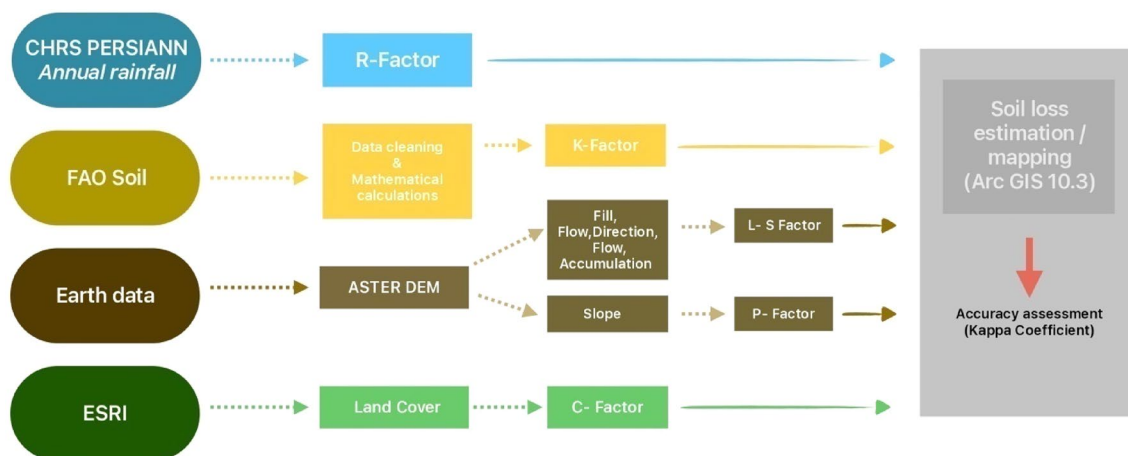 CHRS PERSIANN
Annual rainfall
R-Factor
FAO Soil
Data cleaning
&
Mathematical
calculations
K-Factor
Earth data
ASTER DEM
Fill,
Flow,Direction,
Flow,
Accumulation
L- S Factor
Slope
P- Factor
ESRI
Land Cover
C- Factor
Soil loss
estimation /
mapping
(Arc GIS 10.3)
Accuracy assessment
(Kappa Coefficient)